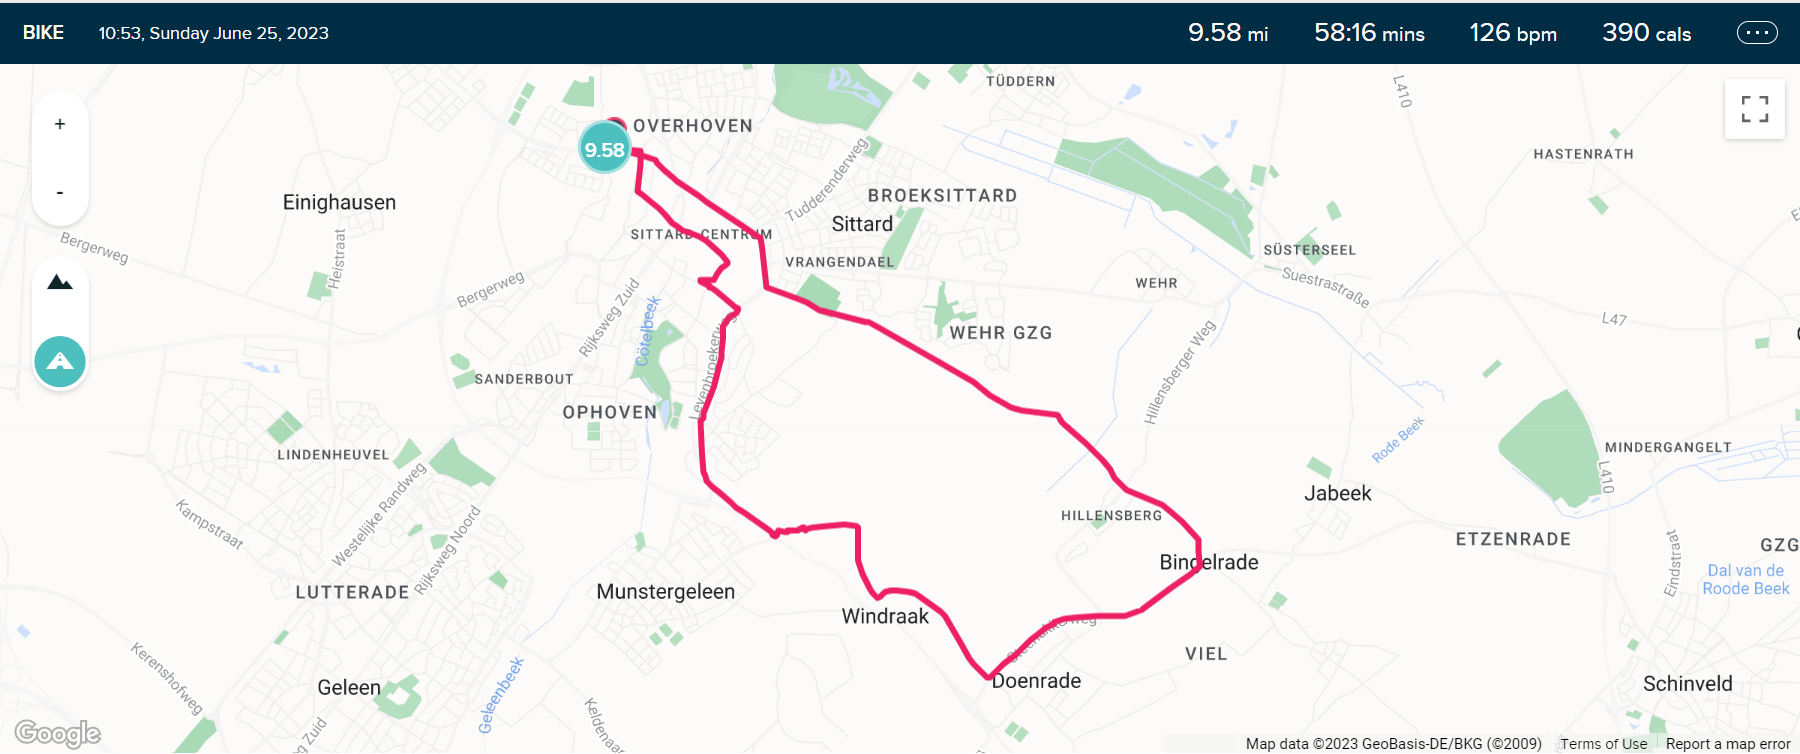 BIKE 10:53, Sunday June 25, 2023 9.58 mi 58:16 mins 126 bpm 390 cals
TÜDDERN
L410
+
OVERHOVEN
9.58
HASTENRATH
Tudderenderweg
-
BROEKSITTARD
Einighausen
Sittard
SITTARD-CENTRUM
Bergerweg
Heistraat
SÜSTERSEEL
VRANGENDAEL
Suestrastraße
WEHR
Bergerweg
Rijksweg Zuid
Cötelbeek
L47
WEHR GZG
Levenbroekerweg
Hillensberger Weg
SANDERBOUT
OPHOVEN
Rode Beek
MINDERGANGELT
LINDENHEUVEL
L410
Jabeek
Westelijke Randweg
HILLENSBERG
Kampstraat
ETZENRADE
GZG
Rijksweg Noord
Bingelrade
Eindstraat
Dal van de
Roode Beek
LUTTERADE
Munstergeleen
Windraak
VIEL
Kerenshofweg
Geleen
Doenrade
Schinveld
Geleenbeek
g Zuid
Google
Map data ©2023 GeoBasis-DE/BKG (©2009) Terms of Use Report a map error